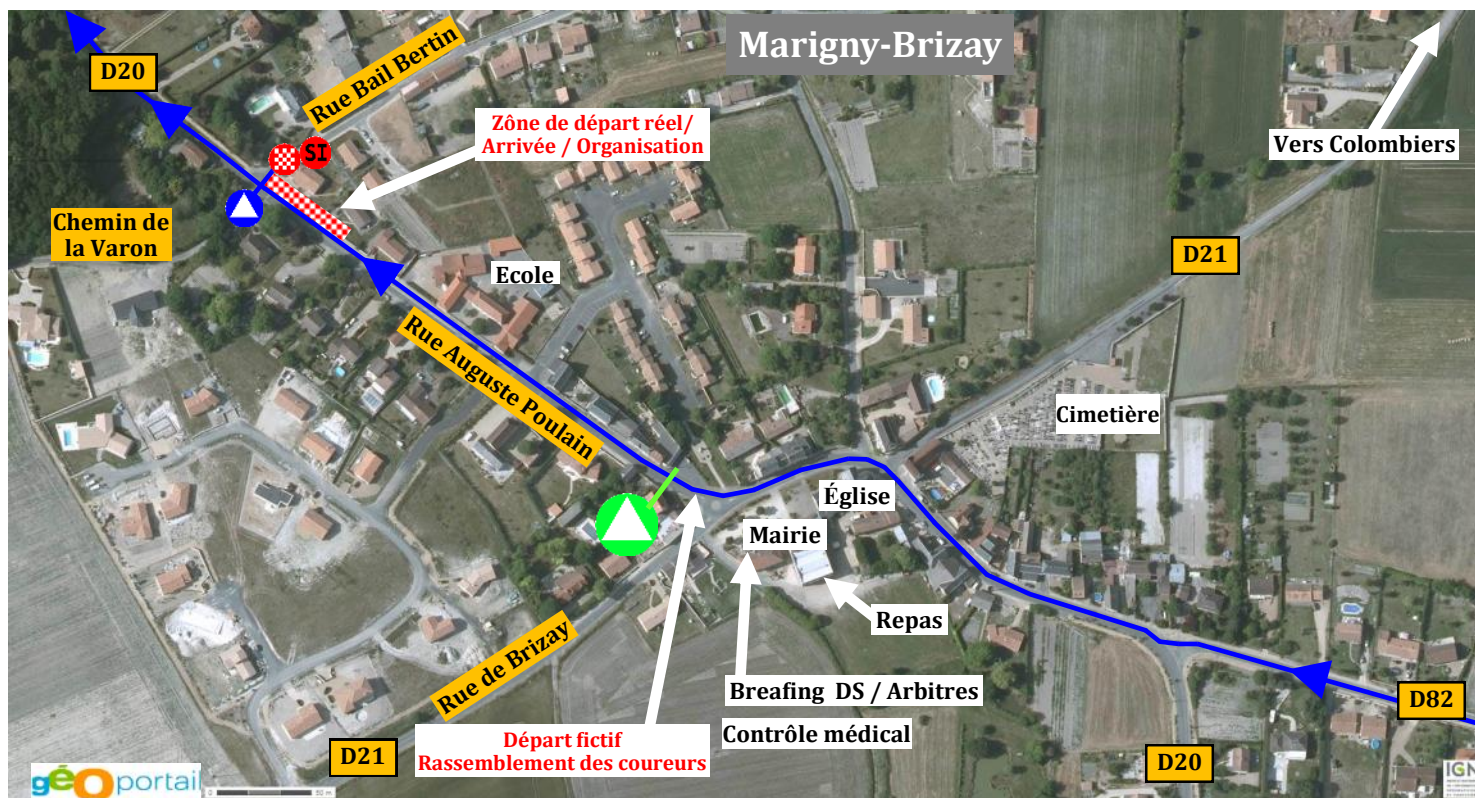 Marigny-Brizay
D20
Rue Bail Bertin
Zône de départ réel/
Arrivée / Organisation
SI
Vers Colombiers
Chemin de
la Varon
Ecole
D21
Rue Auguste Poulain
Cimetière
Église
Mairie
Repas
Rue de Brizay
Breafing DS / Arbitres
Contrôle médical
D82
Départ fictif
Rassemblement des coureurs
D21
D20
géoportail
0 50 m
IGN